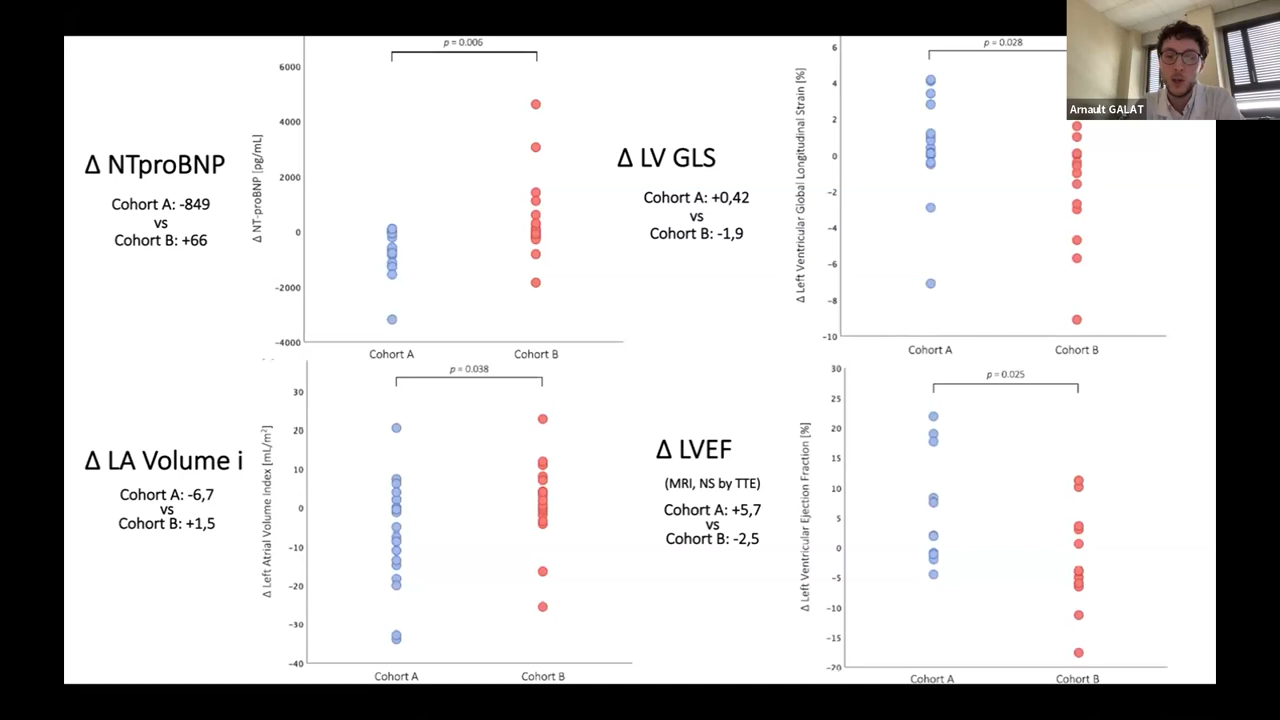 p = 0.006
6000
4000
2000
0
-2000
-4000
Δ NT-proBNP [pg/mL]
Δ NTproBNP
Cohort A: -849
vs
Cohort B: +66
Cohort A
Cohort B
p = 0.028
6
4
2
0
-2
-4
-6
-8
-10
Δ Left Ventricular Global Longitudinal Strain [%]
Δ LV GLS
Cohort A: +0,42
vs
Cohort B: -1,9
Cohort A
Cohort B
Arnault GALAT
p = 0.038
30
20
10
0
-10
-20
-30
-40
Δ Left Atrial Volume Index [mL/m²]
Δ LA Volume i
Cohort A: -6,7
vs
Cohort B: +1,5
Cohort A
Cohort B
p = 0.025
30
25
20
15
10
5
0
-5
-10
-15
-20
Δ Left Ventricular Ejection Fraction [%]
Δ LVEF
(MRI, NS by TTE)
Cohort A: +5,7
vs
Cohort B: -2,5
Cohort A
Cohort B